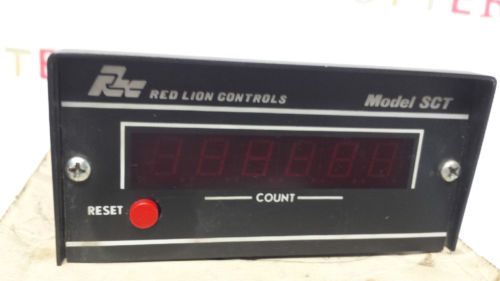 RLC RED LION CONTROLS Model SCT
COUNT
RESET